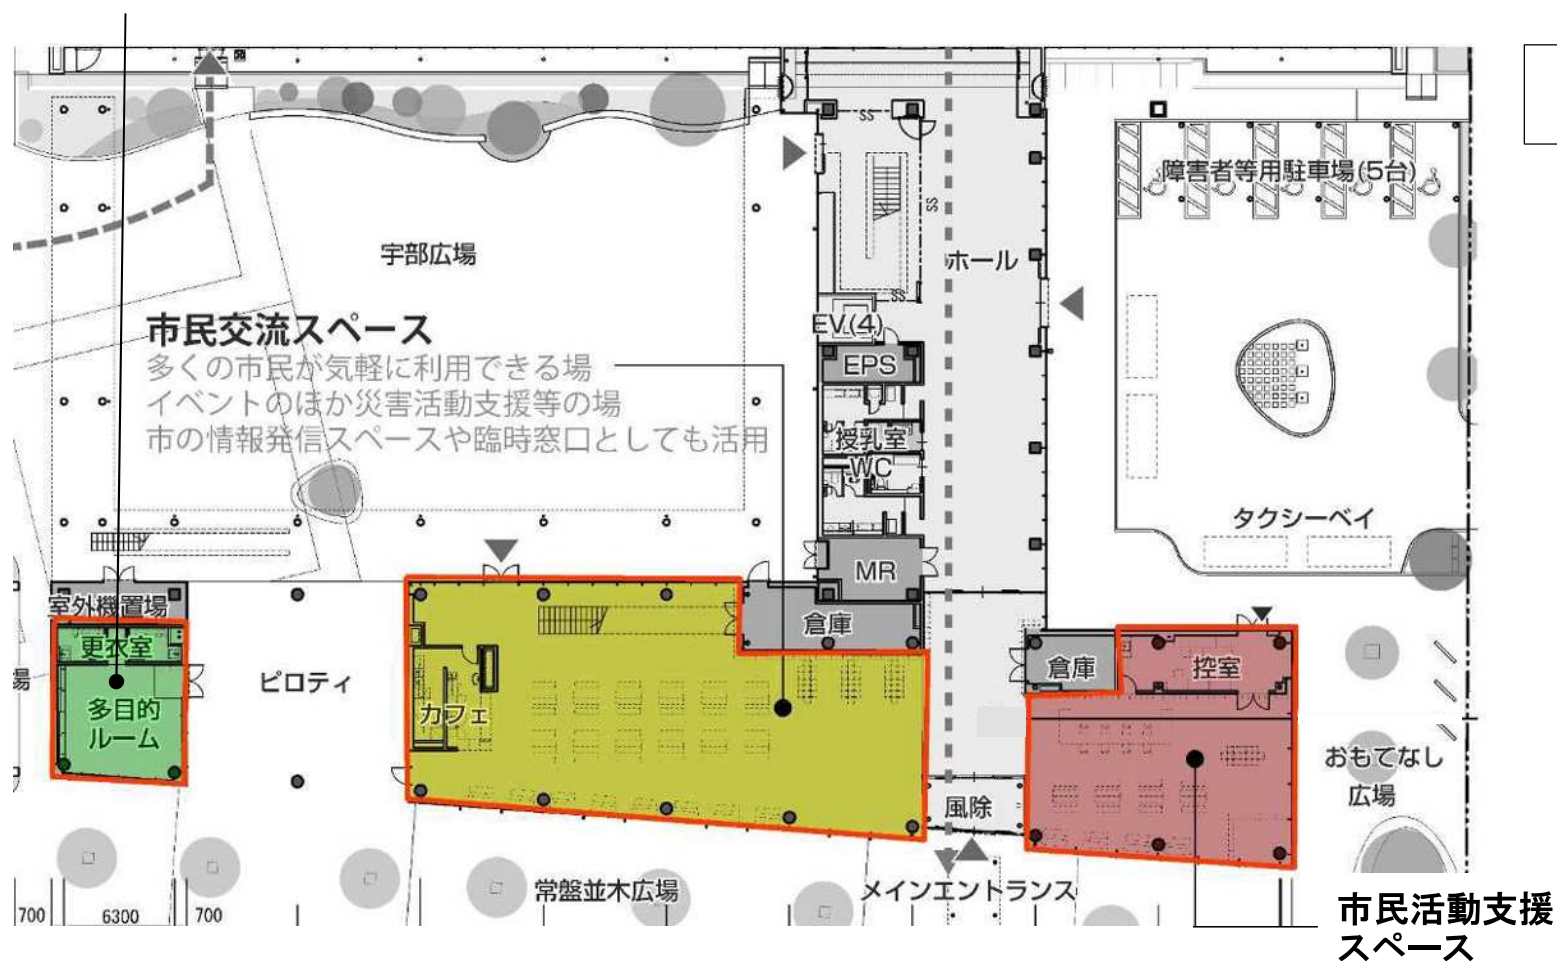 障害者等用駐車場(5台)
宇部広場
ホール
市民交流スペース
多くの市民が気軽に利用できる場
イベントのほか災害活動支援等の場
市の情報発信スペースや臨時窓口としても活用
EV(4)
EPS
授乳室
WC
タクシーベイ
MR
室外機置場
倉庫
更衣室
倉庫
控室
場
ピロティ
多目的
ルーム
カフェ
おもてなし
広場
風除
常盤並木広場
メインエントランス
700
6300
700
市民活動支援
スペース
SS
SS
SS